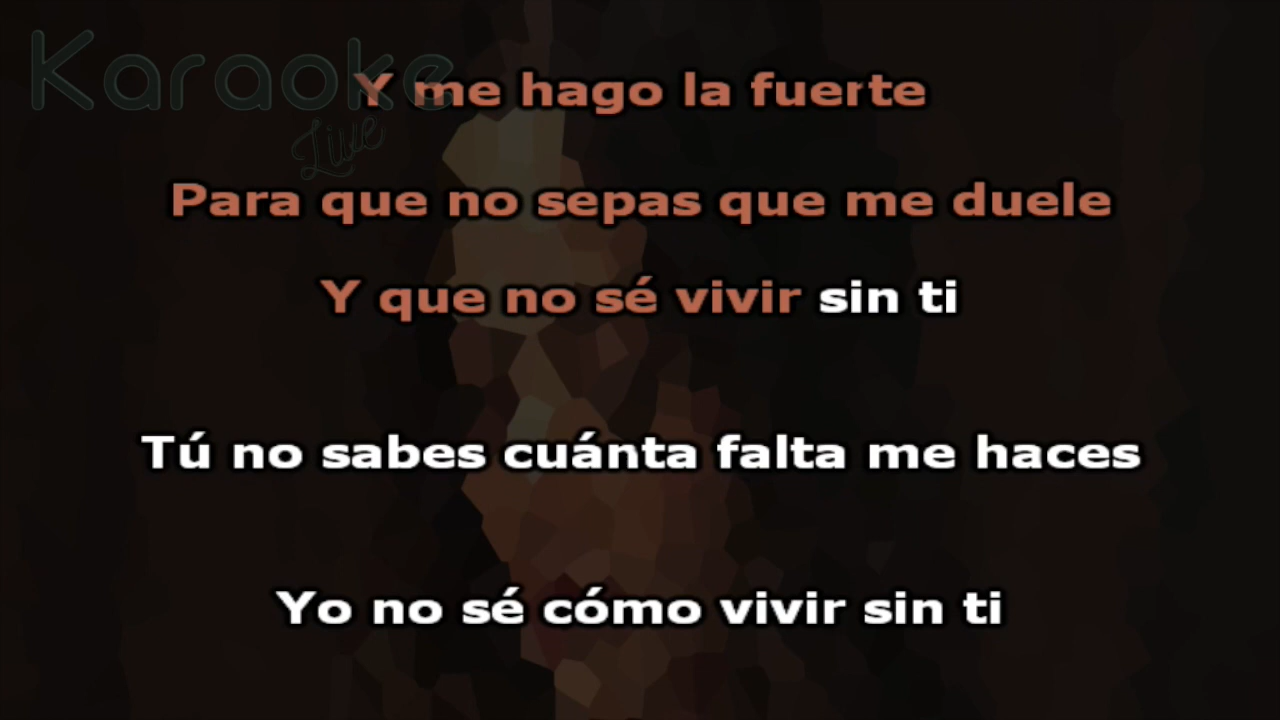 Karaoke
Live
Y me hago la fuerte
Para que no sepas que me duele
Y que no sé vivir sin ti
Tú no sabes cuánta falta me haces
Yo no sé cómo vivir sin ti